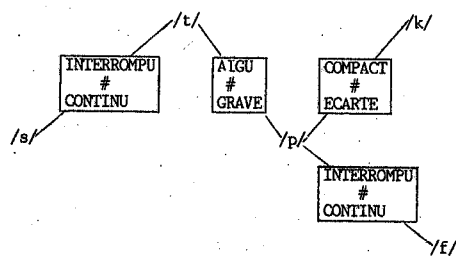 /t/ /k/
INTERROMPU AIGU COMPACT
# # #
CONTINU GRAVE ECARTE
/s/ /p/
INTERROMPU
#
CONTINU
/f/